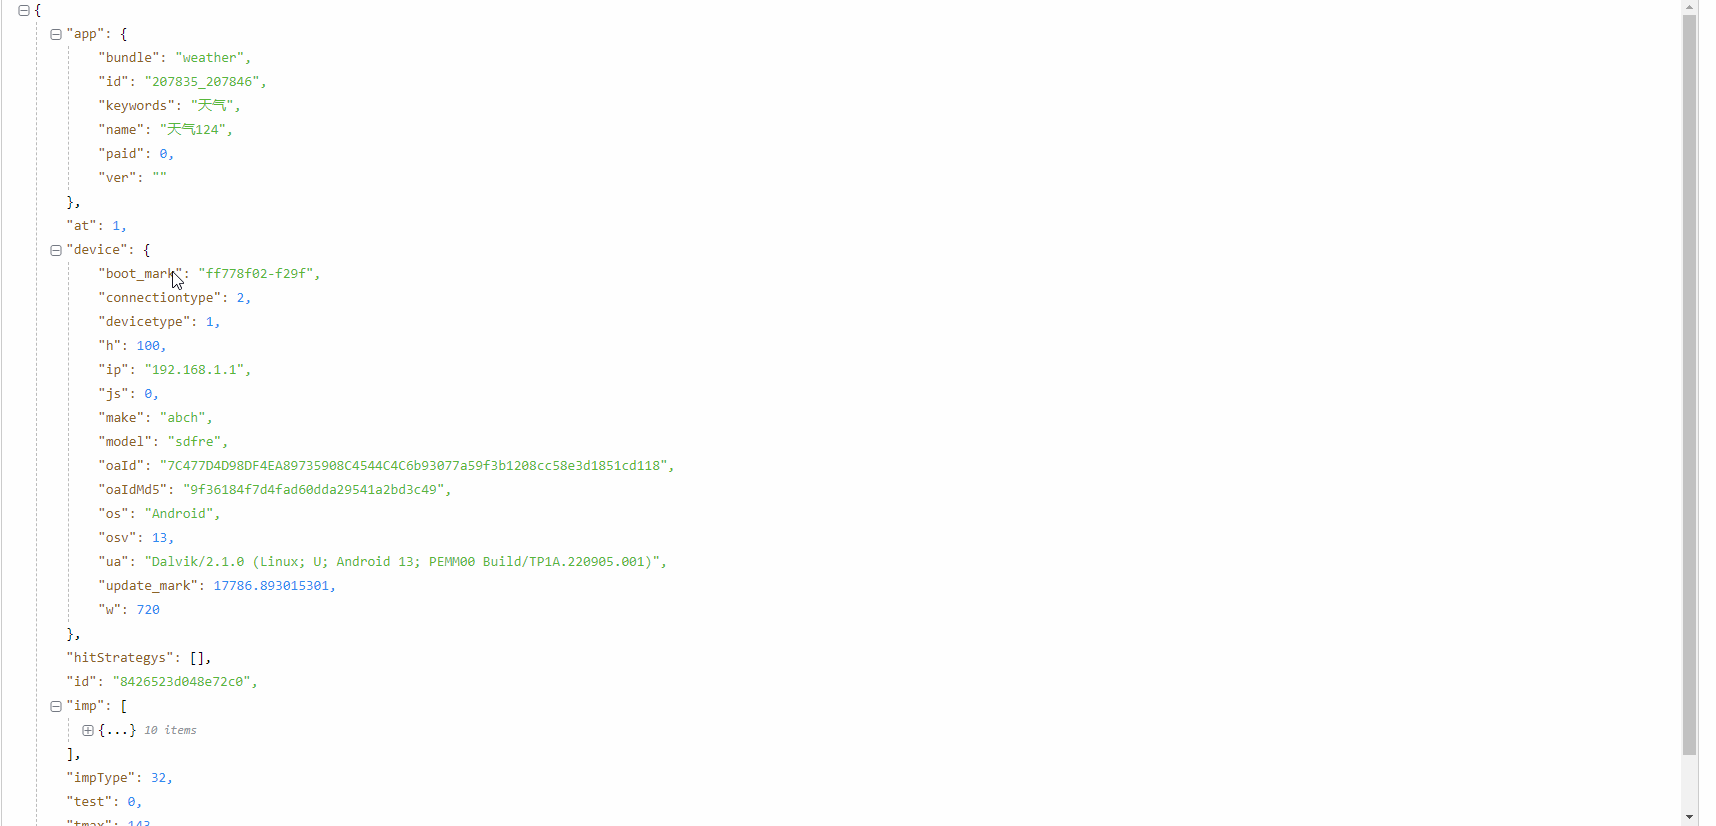 {
"app": {
"bundle": "weather",
"id": "207835_207846",
"keywords": "天气",
"name": "天气124",
"paid": 0,
"ver": ""
},
"at": 1,
"device": {
"boot_mark": "ff778f02-f29f",
"connectiontype": 2,
"devicetype": 1,
"h": 100,
"ip": "192.168.1.1",
"js": 0,
"make": "abch",
"model": "sdfre",
"oaId": "7C477D4D98DF4EA89735908C4544C4C6b93077a59f3b1208cc58e3d1851cd118",
"oaIdMd5": "9f36184f7d4fad60dda29541a2bd3c49",
"os": "Android",
"osv": 13,
"ua": "Dalvik/2.1.0 (Linux; U; Android 13; PEMM00 Build/TP1A.220905.001)",
"update_mark": 17786.893015301,
"w": 720
},
"hitStrategys": [],
"id": "8426523d048e72c0",
"imp": [
{...} 10 items
],
"impType": 32,
"test": 0,
"tmax": 143